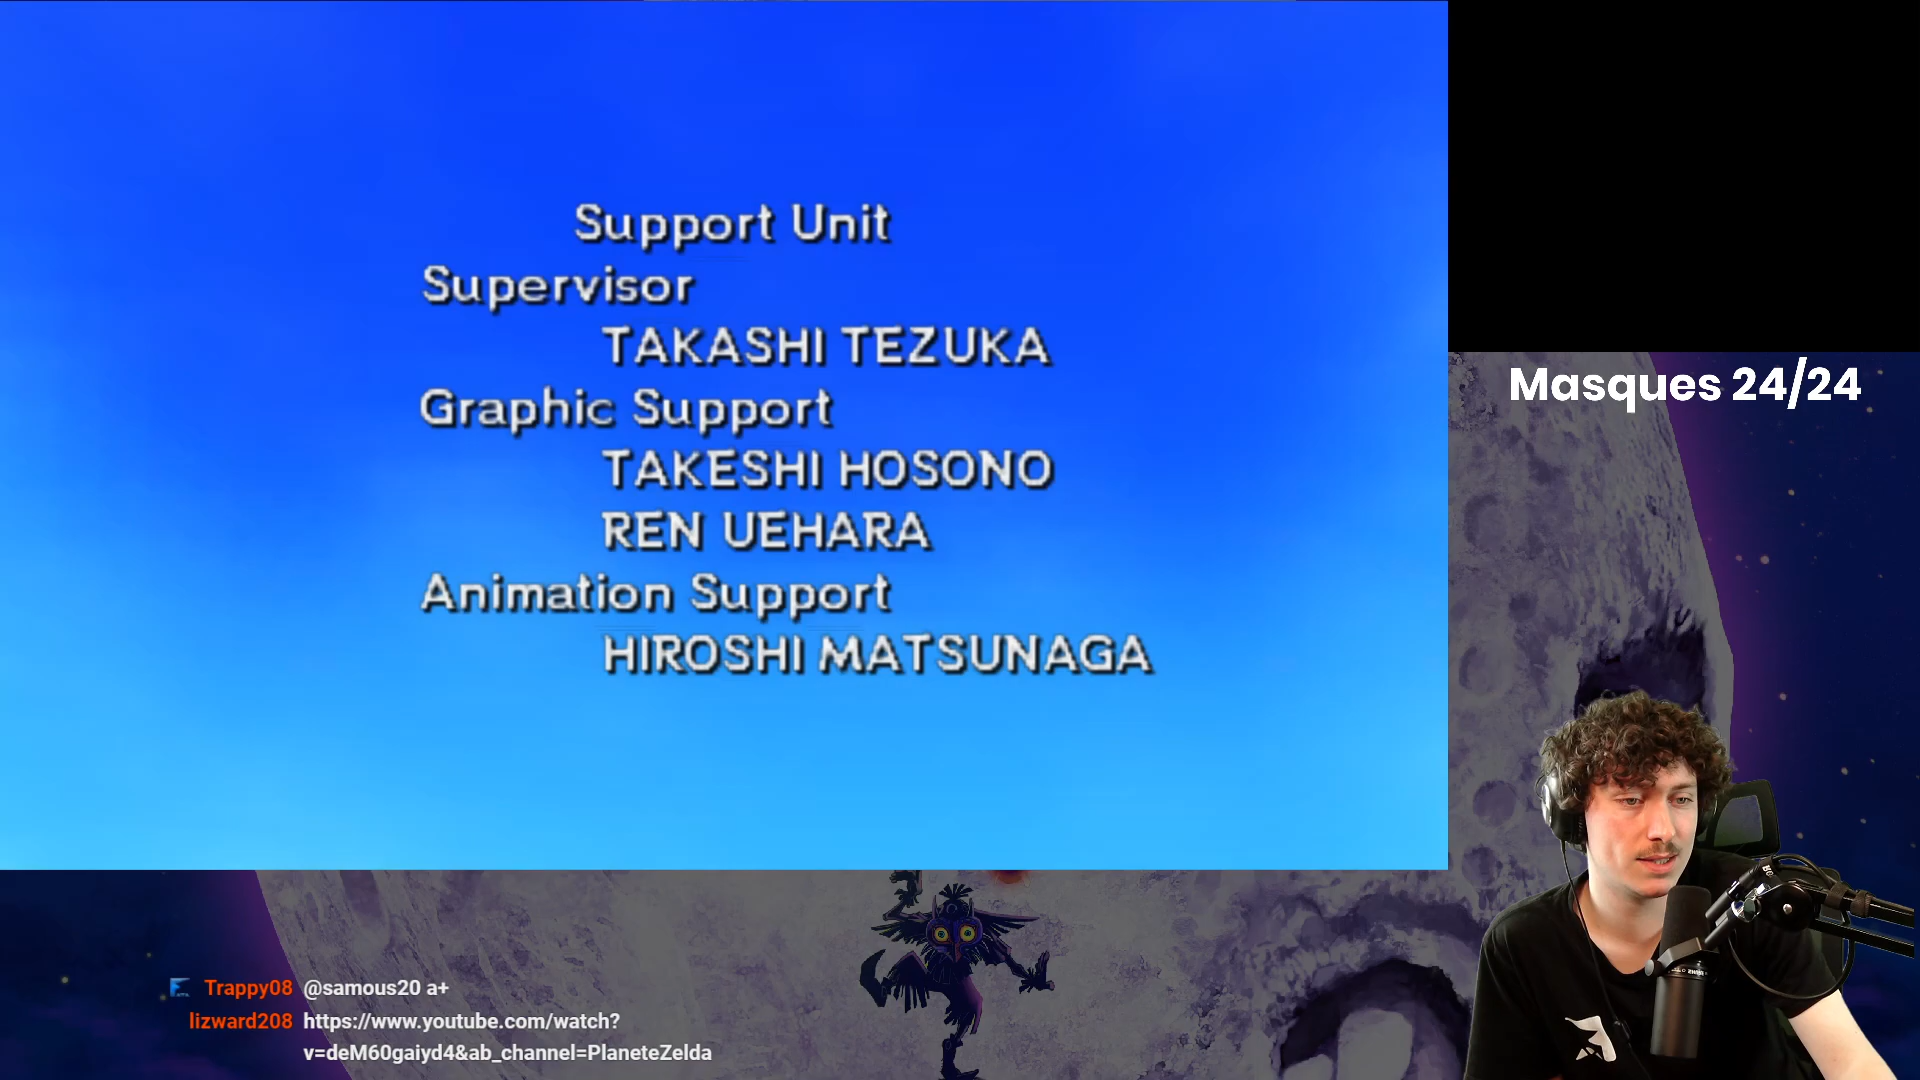 Support Unit
Supervisor
TAKASHI TEZUKA
Graphic Support
TAKESHI HOSONO
REN UEHARA
Animation Support
HIROSHI MATSUNAGA
Masques 24/24
Trappy08 @samous20 a+
lizward208 https://www.youtube.com/watch?
v=deM60gaiyd4&ab_channel=PlaneteZelda